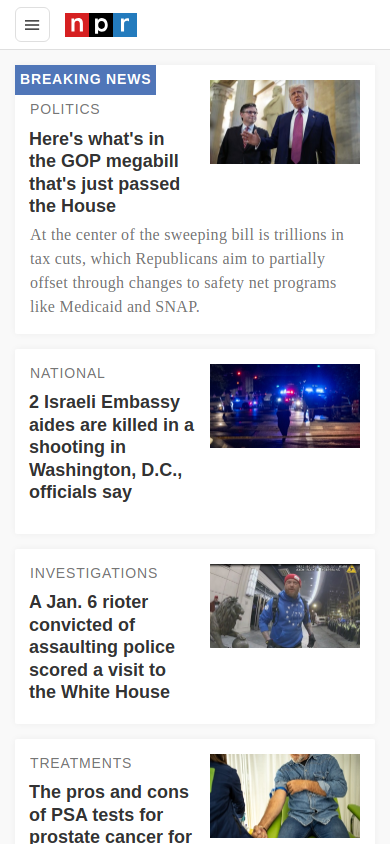 npr
BREAKING NEWS
POLITICS
Here's what's in
the GOP megabill
that's just passed
the House
At the center of the sweeping bill is trillions in
tax cuts, which Republicans aim to partially
offset through changes to safety net programs
like Medicaid and SNAP.
NATIONAL
2 Israeli Embassy
aides are killed in a
shooting in
Washington, D.C.,
officials say
INVESTIGATIONS
A Jan. 6 rioter
convicted of
assaulting police
scored a visit to
the White House
TREATMENTS
The pros and cons
of PSA tests for
prostate cancer for